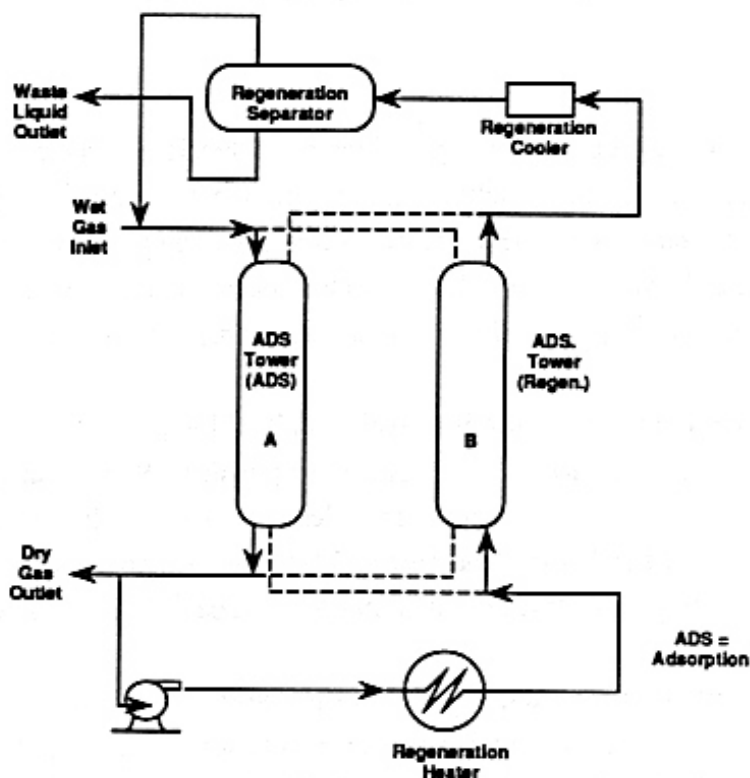 Regeneration
Separator
Waste
Liquid
Outlet
Regeneration
Cooler
Wet
Gas
Inlet
ADS
Tower
(ADS)
A
ADS.
Tower
(Regen.)
B
Dry
Gas
Outlet
ADS =
Adsorption
Regeneration
Heater